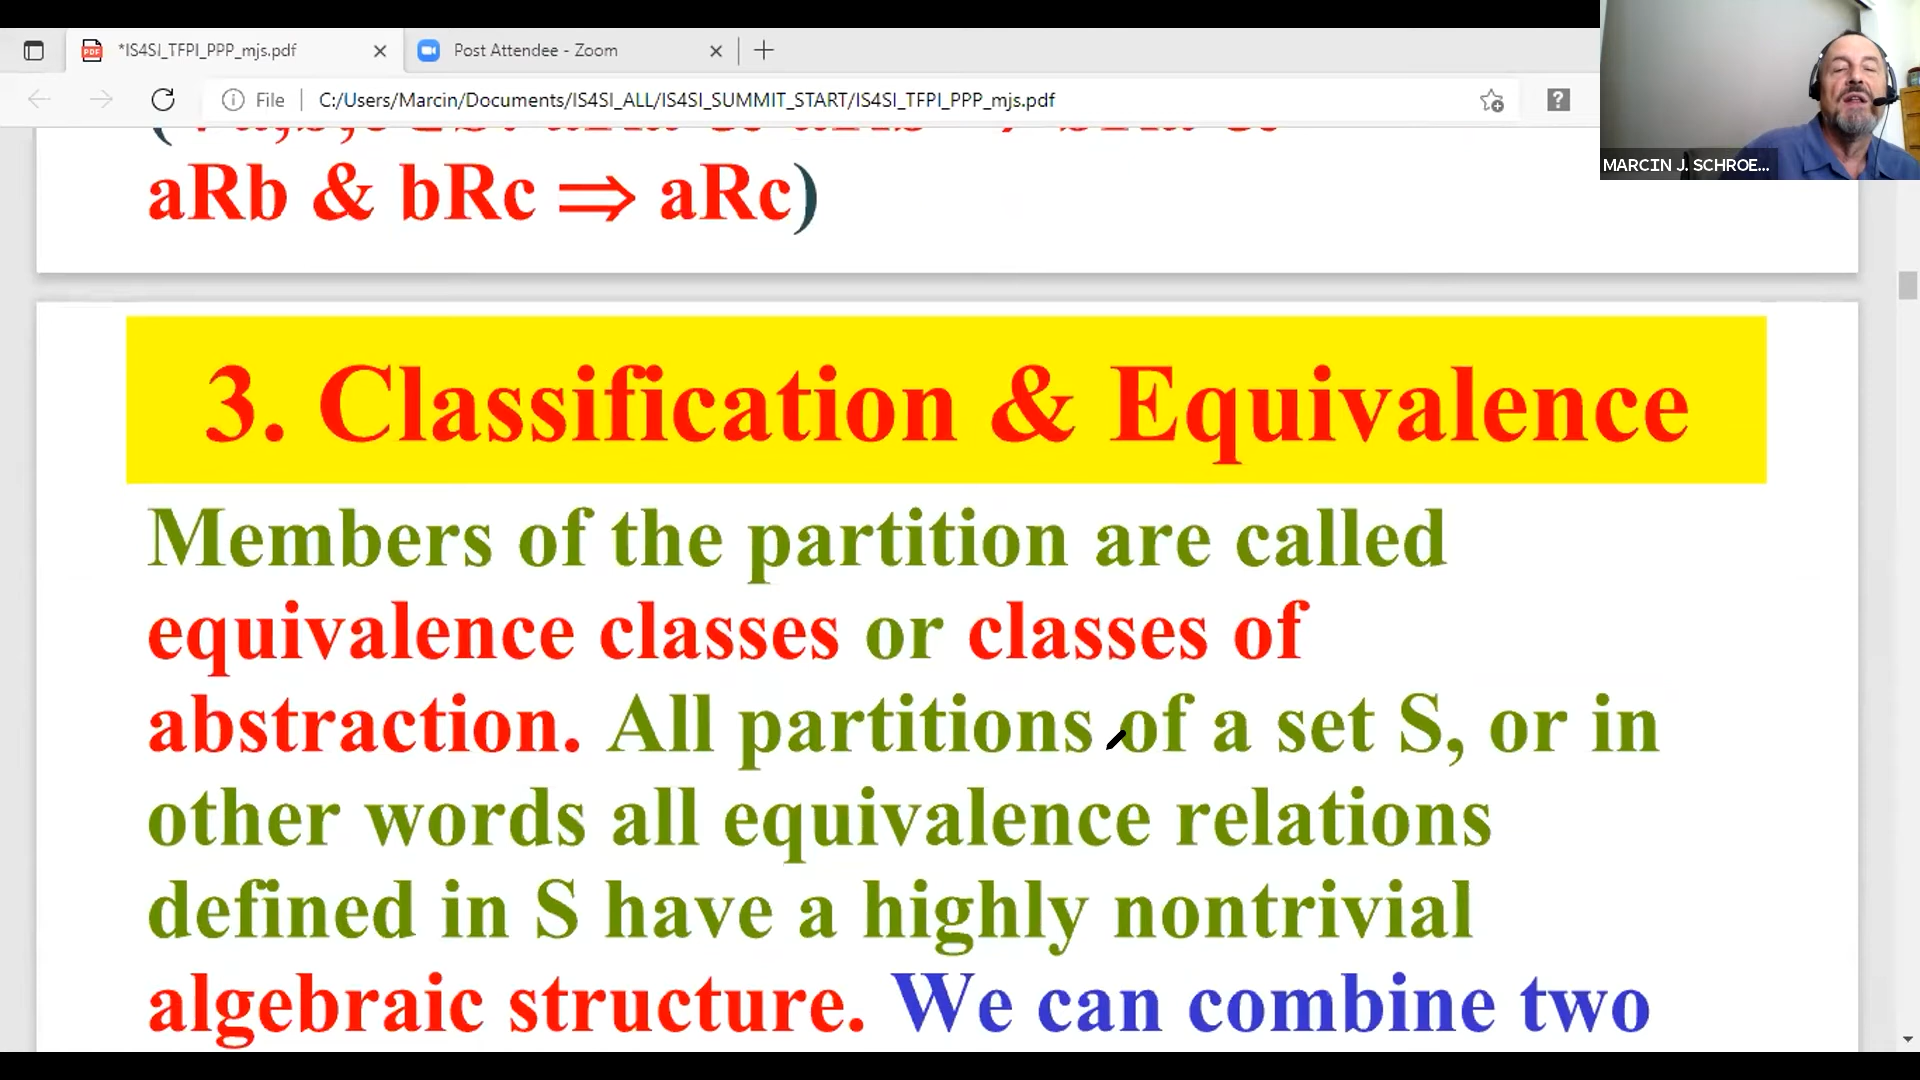 *IS4SI_TFPI_PPP_mjs.pdf
Post Attendee - Zoom
File
C:/Users/Marcin/Documents/IS4SI_ALL/IS4SI_SUMMIT_START/IS4SI_TFPI_PPP_mjs.pdf
MARCIN J. SCHROE...
aRb & bRc ⇒ aRc)
3. Classification & Equivalence
Members of the partition are called
equivalence classes or classes of
abstraction. All partitions of a set S, or in
other words all equivalence relations
defined in S have a highly nontrivial
algebraic structure. We can combine two